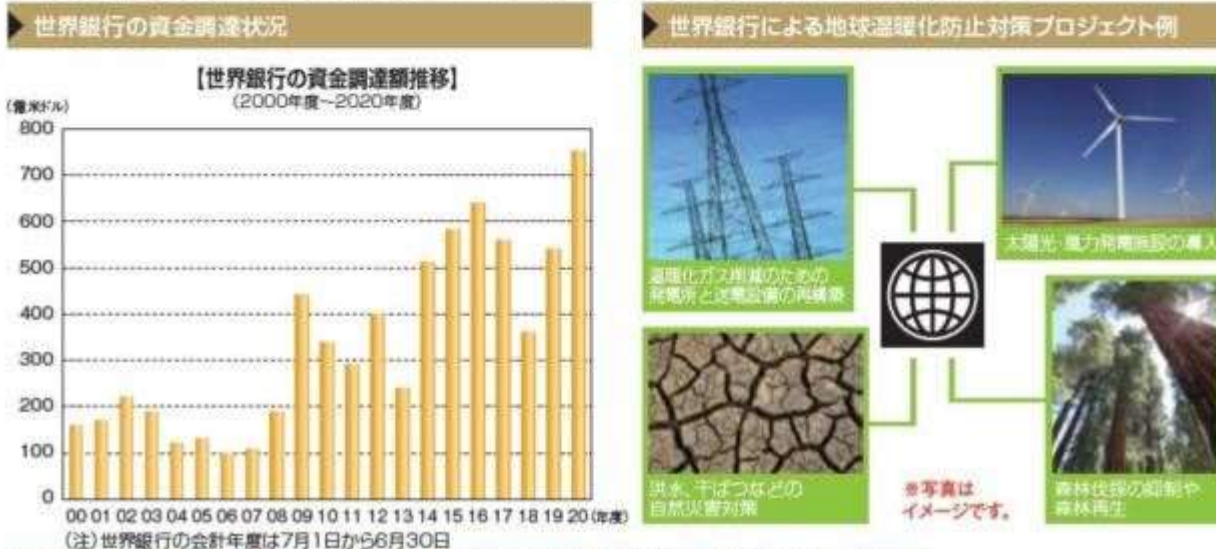 世界銀行の資金調達状況
【世界銀行の資金調達額推移】
(2000年度〜2020年度)
(億米ドル)
800
700
600
500
400
300
200
100
0
00 01 02 03 04 05 06 07 08 09 10 11 12 13 14 15 16 17 18 19 20 (年度)
(注)世界銀行の会計年度は7月1日から6月30日
世界銀行による地球温暖化防止対策プロジェクト例
温暖化ガス削減のための
発電所と送電設備の再構築
太陽光・風力発電施設の導入
洪水、干ばつなどの
自然災害対策
※写真は
イメージです。
森林伐採の抑制や
森林再生